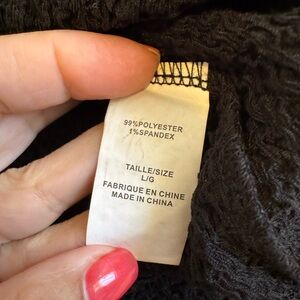 99%POLYESTER
1%SPANDEX
TAILLE/SIZE
L/G
FABRIQUE EN CHINE
MADE IN CHINA